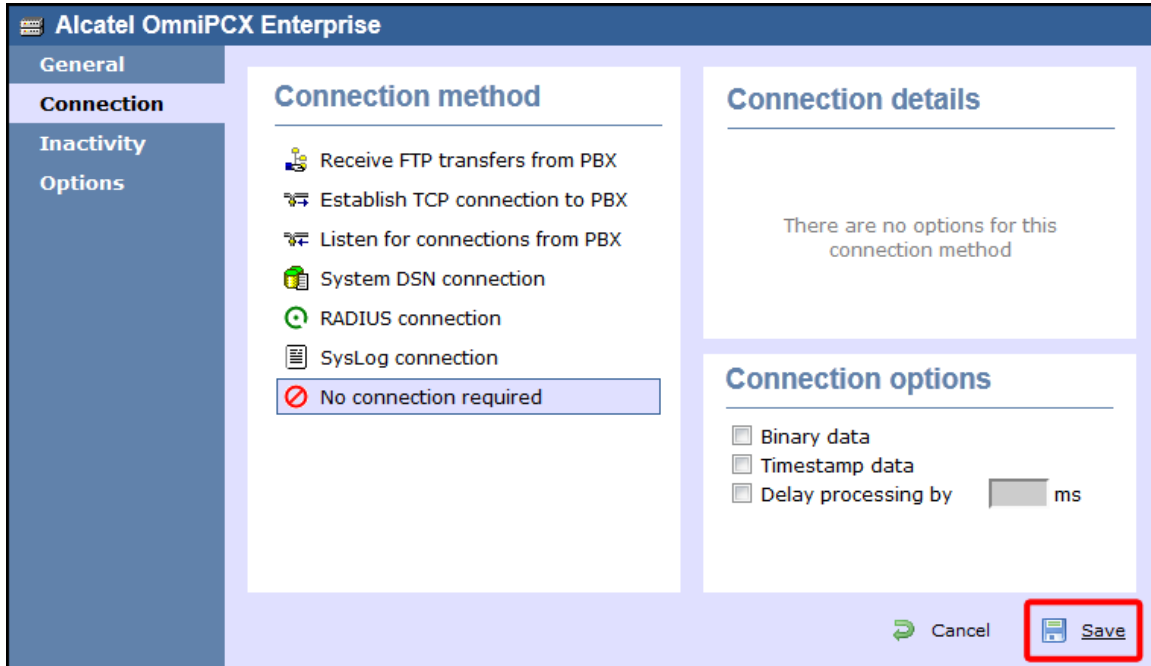 Alcatel OmniPCX Enterprise
General
Connection
Inactivity
Options
Connection method
Receive FTP transfers from PBX
Establish TCP connection to PBX
Listen for connections from PBX
System DSN connection
RADIUS connection
SysLog connection
No connection required
Connection details
There are no options for this
connection method
Connection options
Binary data
Timestamp data
Delay processing by ms
Cancel
Save